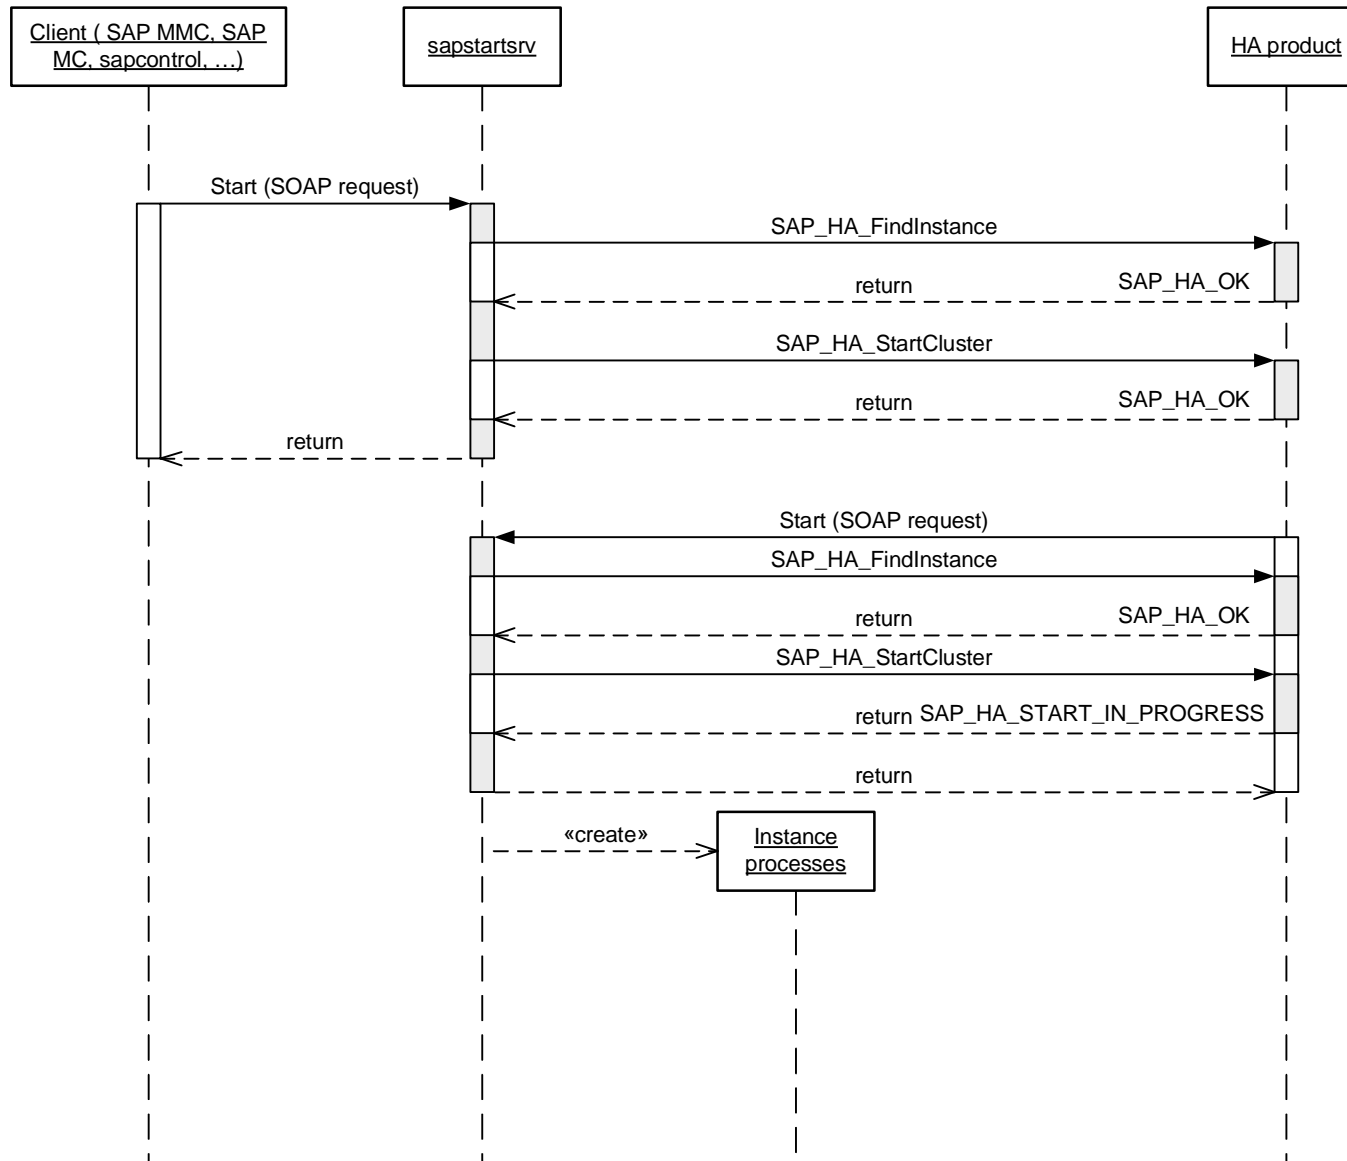 Client ( SAP MMC, SAP
MC, sapcontrol, …)
sapstartsrv
HA product
Start (SOAP request)
SAP_HA_FindInstance
return SAP_HA_OK
SAP_HA_StartCluster
return SAP_HA_OK
return
Start (SOAP request)
SAP_HA_FindInstance
return SAP_HA_OK
SAP_HA_StartCluster
return SAP_HA_START_IN_PROGRESS
return
«create»
Instance
processes